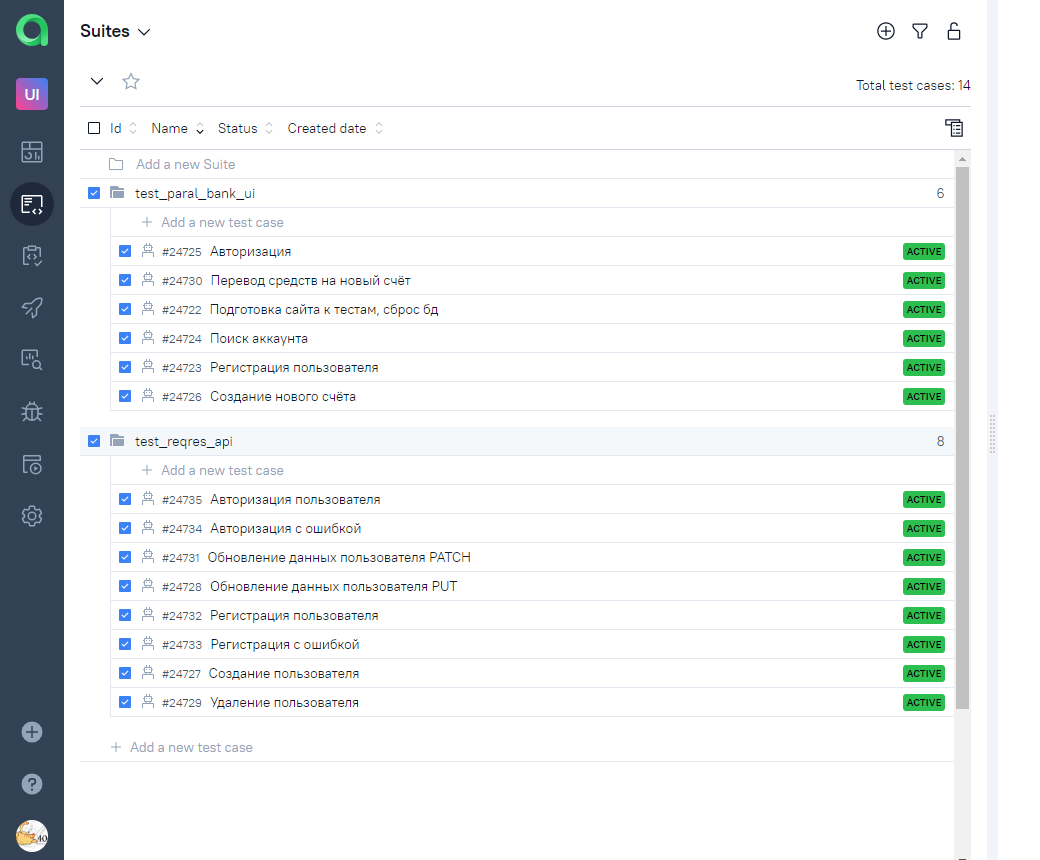 Suites
UI
Total test cases: 14
Id Name Status Created date
Add a new Suite
test_paral_bank_ui 6
Add a new test case
#24725 Авторизация ACTIVE
#24730 Перевод средств на новый счёт ACTIVE
#24722 Подготовка сайта к тестам, сброс бд ACTIVE
#24724 Поиск аккаунта ACTIVE
#24723 Регистрация пользователя ACTIVE
#24726 Создание нового счёта ACTIVE
test_reqres_api 8
Add a new test case
#24735 Авторизация пользователя ACTIVE
#24734 Авторизация с ошибкой ACTIVE
#24731 Обновление данных пользователя PATCH ACTIVE
#24728 Обновление данных пользователя PUT ACTIVE
#24732 Регистрация пользователя ACTIVE
#24733 Регистрация с ошибкой ACTIVE
#24727 Создание пользователя ACTIVE
#24729 Удаление пользователя ACTIVE
Add a new test case